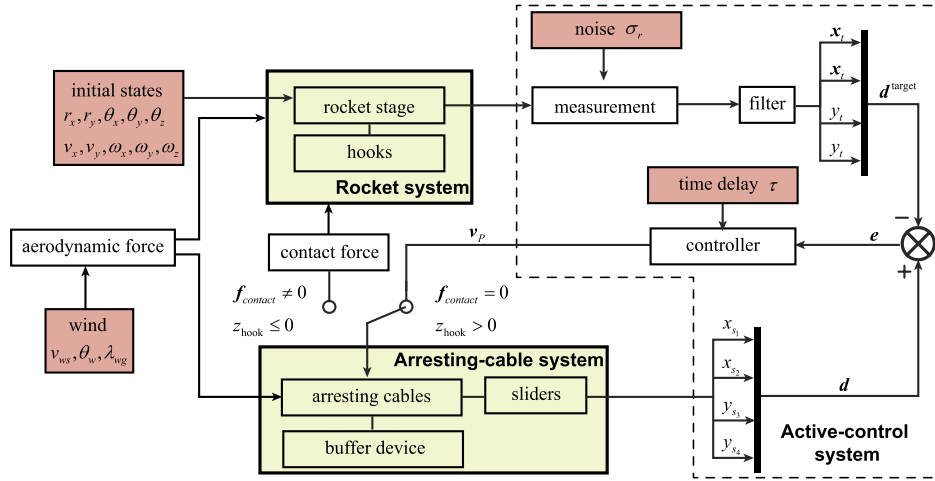 noise σ_r
initial states
r_x, r_y, θ_x, θ_y, θ_z
v_x, v_y, ω_x, ω_y, ω_z
rocket stage
hooks
Rocket system
measurement
filter
x_t
x_t
y_t
y_t
d^target
time delay τ
aerodynamic force
contact force
v_P
controller
e
−
+
f_contact ≠ 0
z_hook ≤ 0
f_contact = 0
z_hook > 0
wind
v_ws, θ_w, λ_wg
Arresting-cable system
arresting cables
sliders
buffer device
x_s1
x_s2
y_s3
y_s4
d
Active-control
system